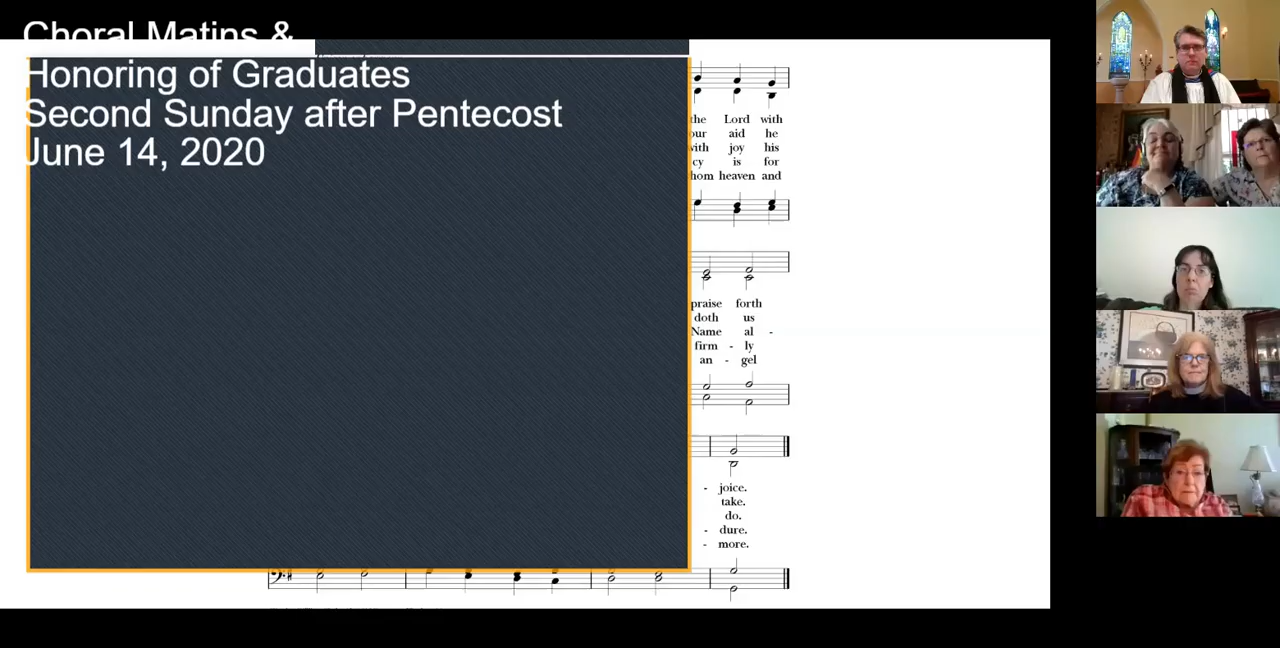 Choral Matins &
Honoring of Graduates
Second Sunday after Pentecost
June 14, 2020
the Lord with
our aid he
with joy his
cy is for
hom heaven and
praise forth
doth us
Name al -
firm - ly
an - gel
- joice.
take.
do.
- dure.
- more.